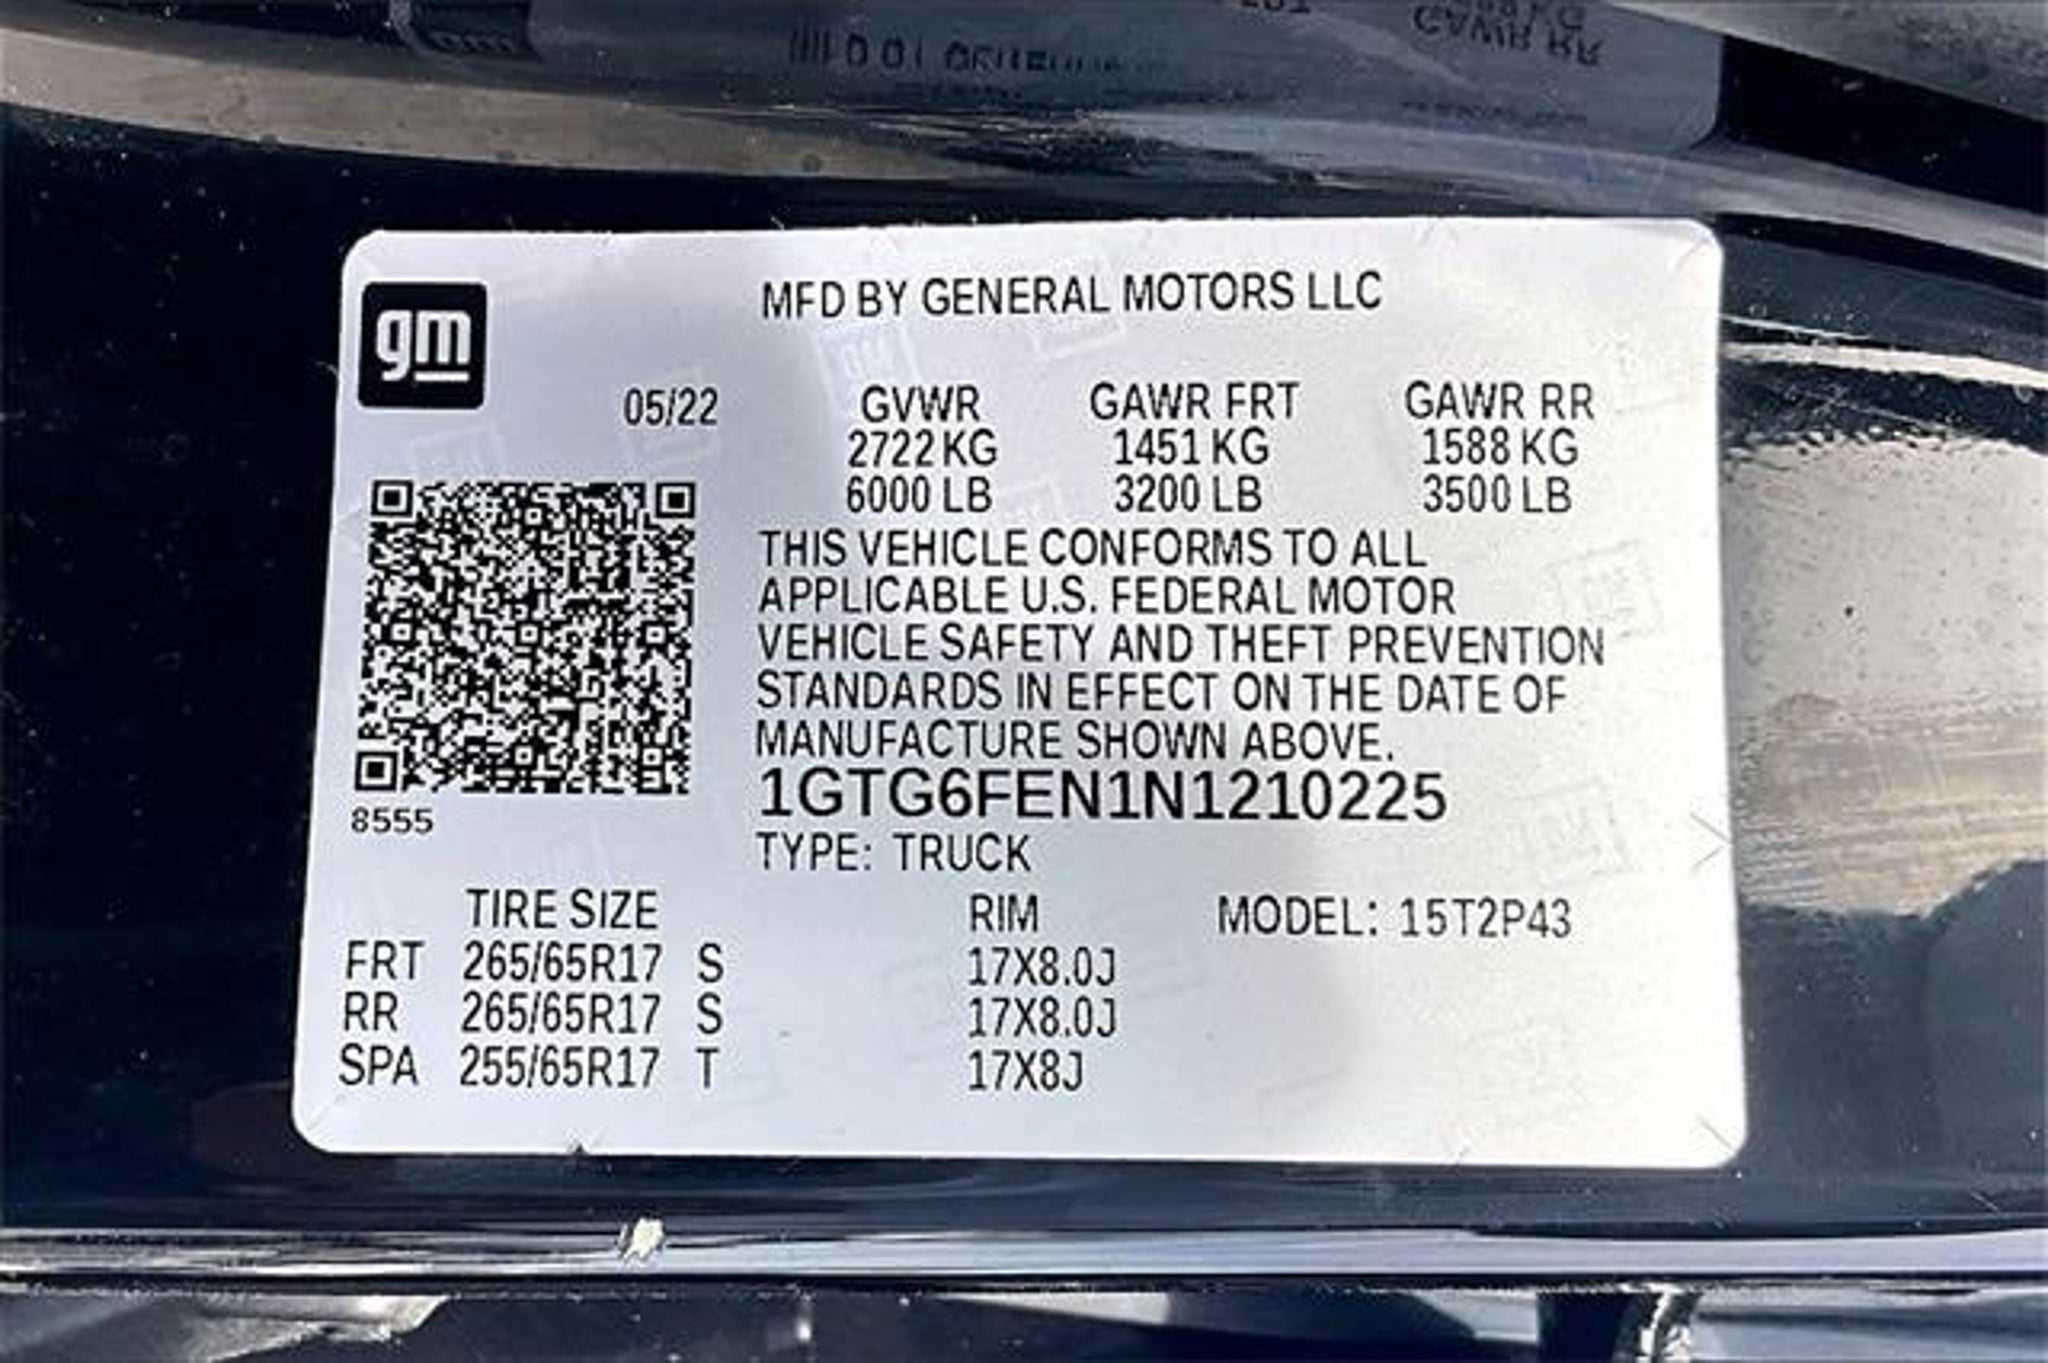 gm
MFD BY GENERAL MOTORS LLC
05/22
GVWR GAWR FRT GAWR RR
2722 KG 1451 KG 1588 KG
6000 LB 3200 LB 3500 LB
THIS VEHICLE CONFORMS TO ALL
APPLICABLE U.S. FEDERAL MOTOR
VEHICLE SAFETY AND THEFT PREVENTION
STANDARDS IN EFFECT ON THE DATE OF
MANUFACTURE SHOWN ABOVE.
1GTG6FEN1N1210225
8555
TYPE: TRUCK
TIRE SIZE RIM MODEL: 15T2P43
FRT 265/65R17 S 17X8.0J
RR 265/65R17 S 17X8.0J
SPA 255/65R17 T 17X8J